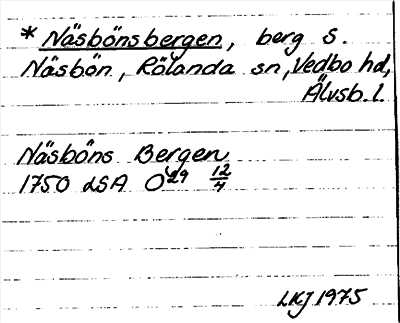 * Näsbönsbergen, berg S.
Näsbön, Rölanda sn, Vedbo hd,
Älvsb. l.
Näsböns Bergen
1750 LSA O29 12/4
LKJ 1975